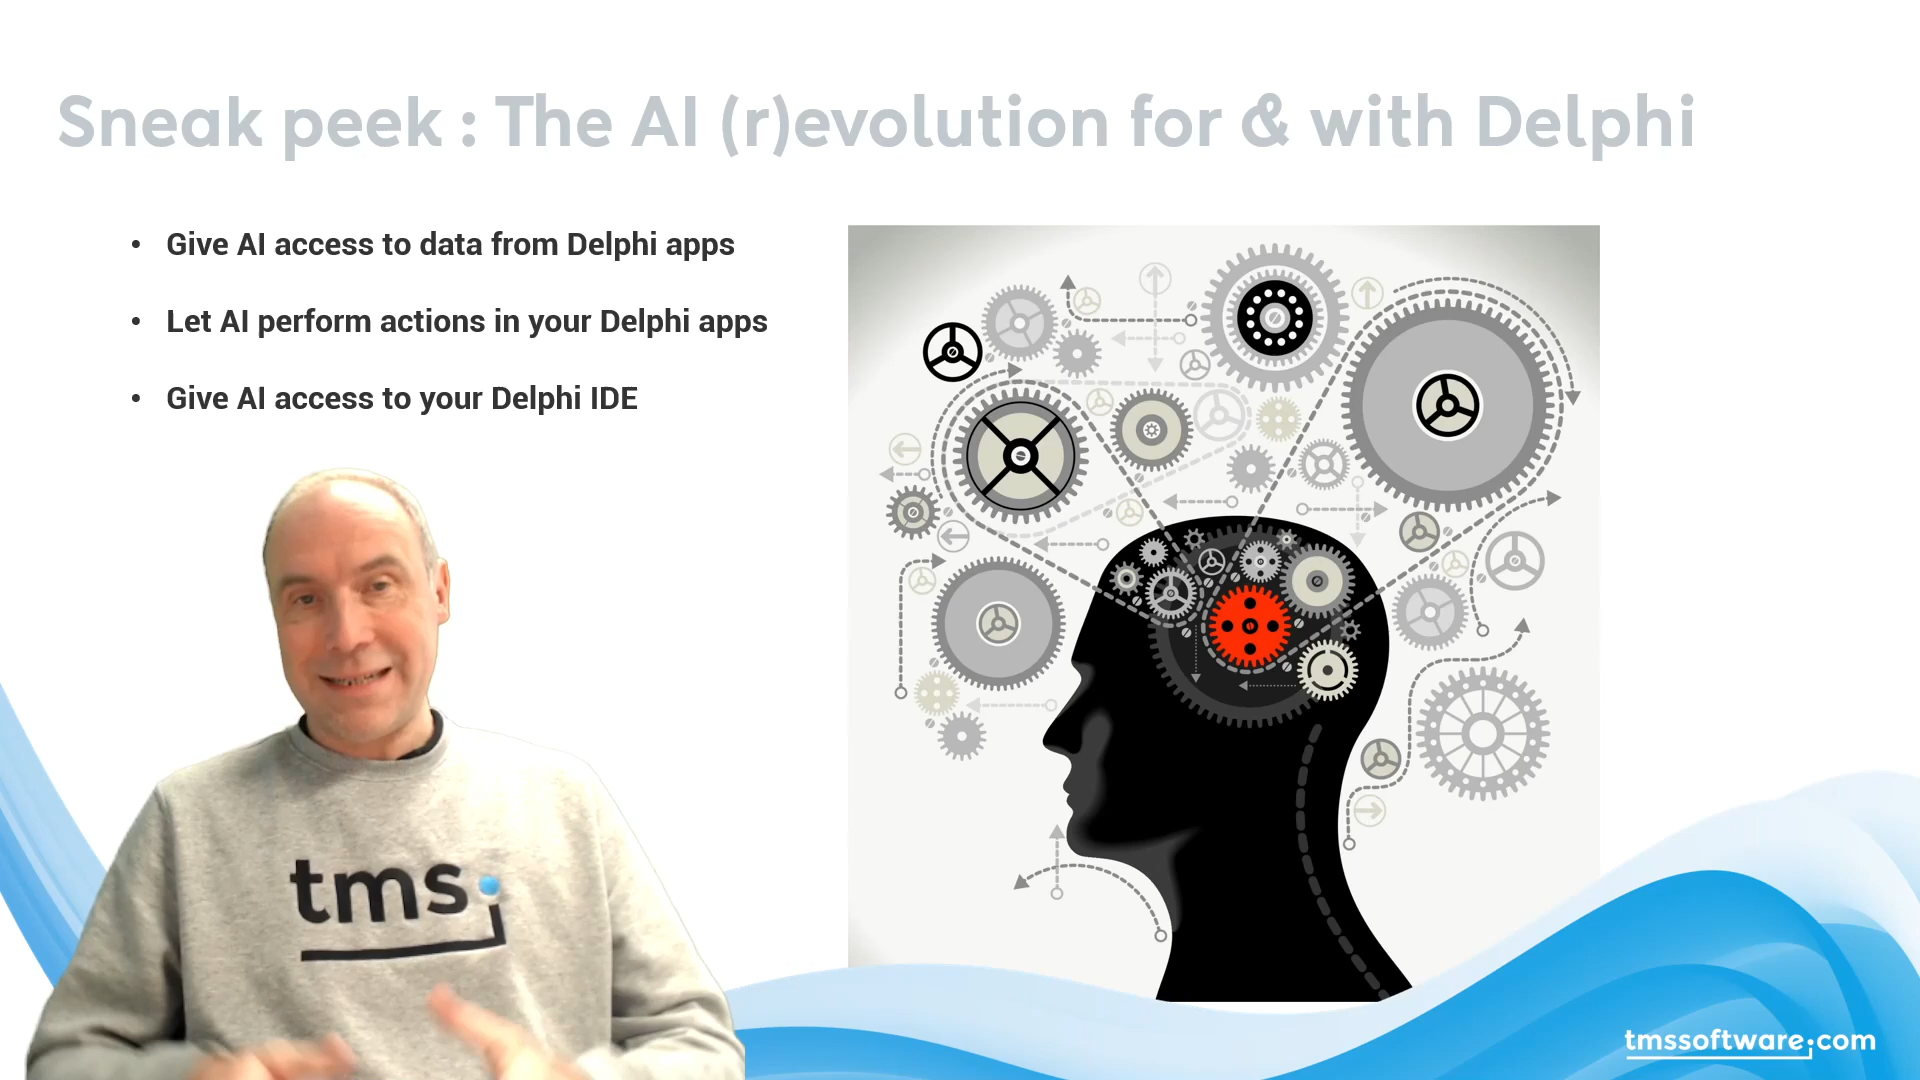 Sneak peek : The AI (r)evolution for & with Delphi
• Give AI access to data from Delphi apps
• Let AI perform actions in your Delphi apps
• Give AI access to your Delphi IDE
tms
tmssoftware.com